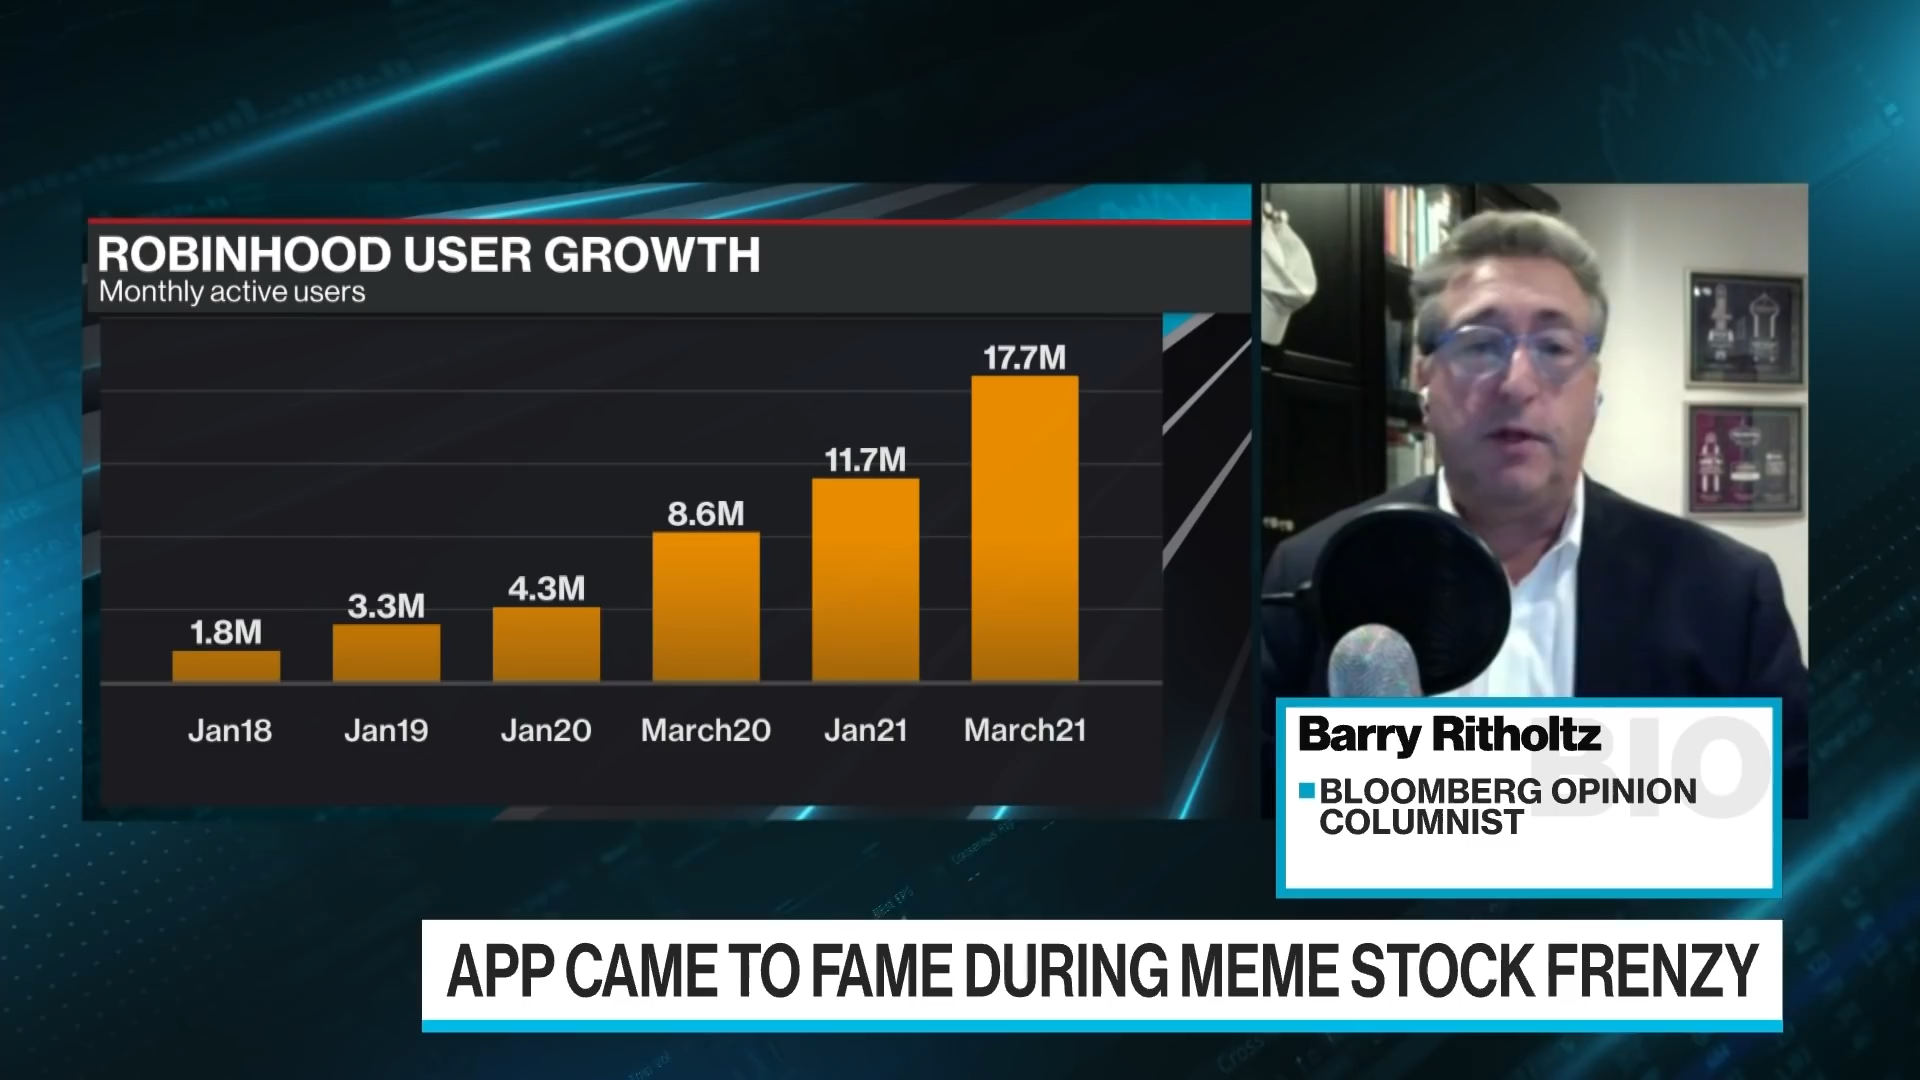 ROBINHOOD USER GROWTH
Monthly active users
1.8M
3.3M
4.3M
8.6M
11.7M
17.7M
Jan18 Jan19 Jan20 March20 Jan21 March21
Barry Ritholtz
BIO
BLOOMBERG OPINION
COLUMNIST
APP CAME TO FAME DURING MEME STOCK FRENZY